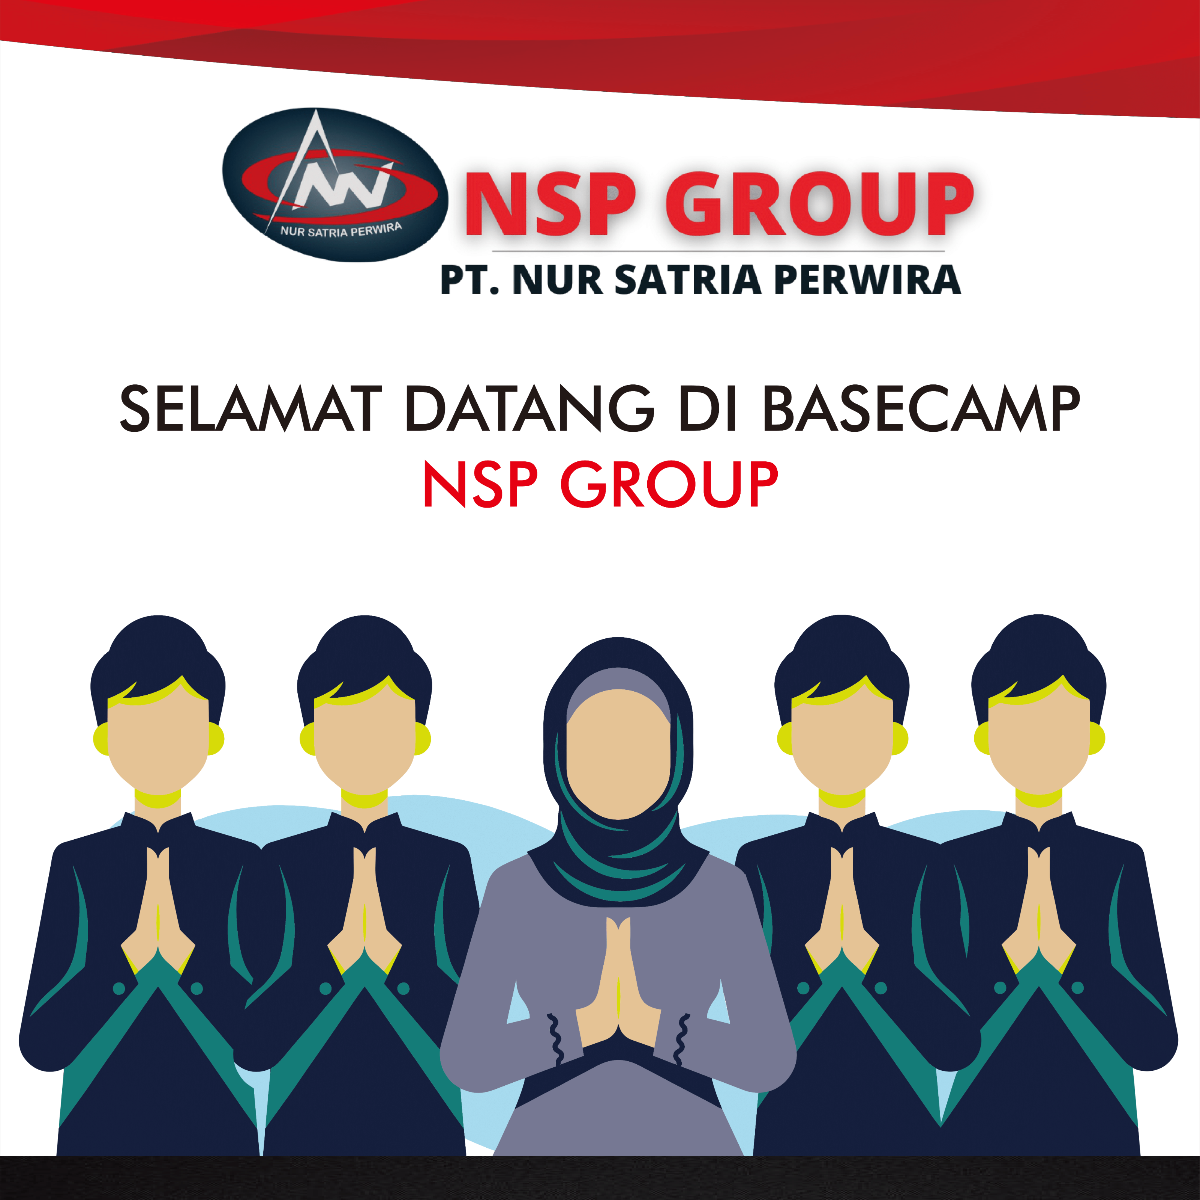 NUR SATRIA PERWIRA
NSP GROUP
PT. NUR SATRIA PERWIRA
SELAMAT DATANG DI BASECAMP
NSP GROUP